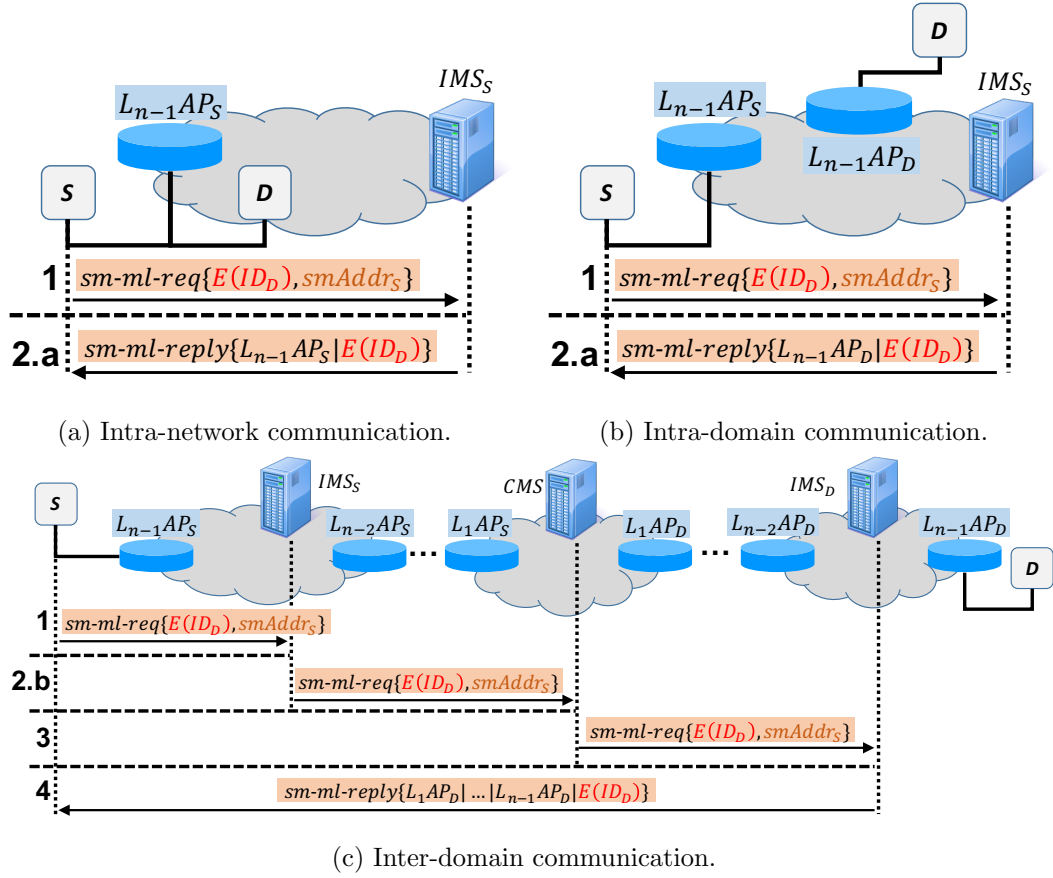 D
IMS_S
L_{n-1}AP_S
S
D
IMS_S
L_{n-1}AP_S
L_{n-1}AP_D
S
1 sm-ml-req{E(ID_D),smAddr_S}
2.a sm-ml-reply{L_{n-1}AP_S|E(ID_D)}
1 sm-ml-req{E(ID_D),smAddr_S}
2.a sm-ml-reply{L_{n-1}AP_D|E(ID_D)}
(a) Intra-network communication.
(b) Intra-domain communication.
S
IMS_S
CMS
IMS_D
L_{n-1}AP_S
L_{n-2}AP_S
...
L_1AP_S
L_1AP_D
...
L_{n-2}AP_D
L_{n-1}AP_D
D
1 sm-ml-req{E(ID_D),smAddr_S}
2.b sm-ml-req{E(ID_D),smAddr_S}
3 sm-ml-req{E(ID_D),smAddr_S}
4 sm-ml-reply{L_1AP_D| ... |L_{n-1}AP_D|E(ID_D)}
(c) Inter-domain communication.